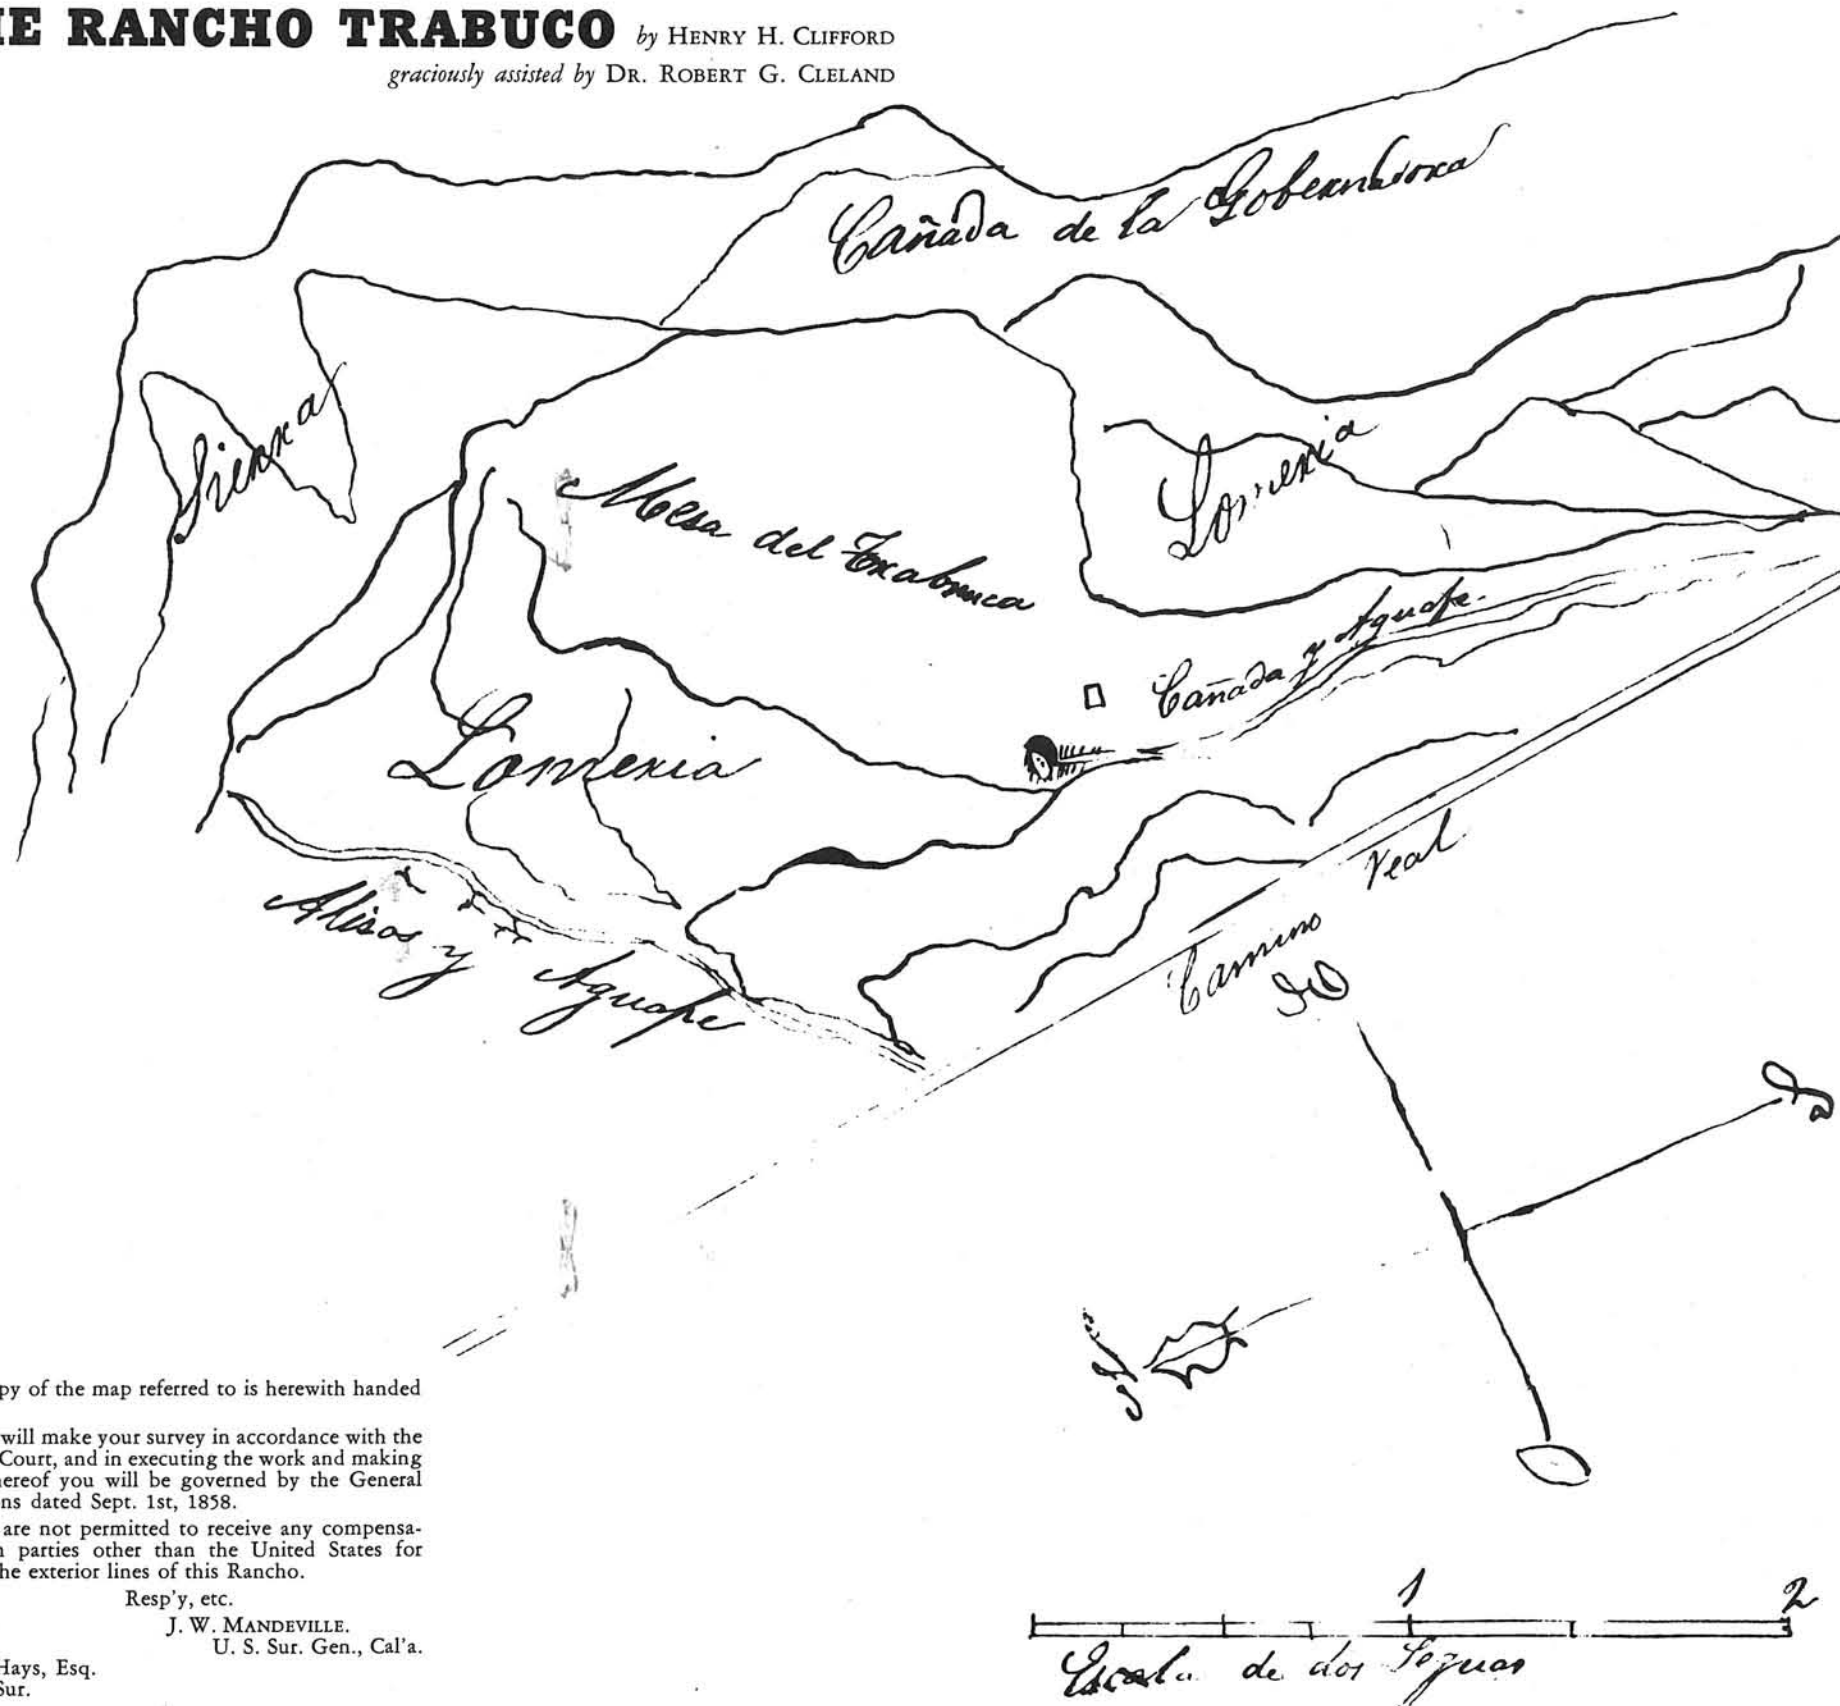 HE RANCHO TRABUCO by HENRY H. CLIFFORD
graciously assisted by DR. ROBERT G. CLELAND
Cañada de la Gobernadora
Sierra
Mesa del Trabuco
Lomeria
Cañada y Aguaje.
Lomeria
Alisos y Aguaje
Camino real
py of the map referred to is herewith handed
will make your survey in accordance with the
Court, and in executing the work and making
hereof you will be governed by the General
ns dated Sept. 1st, 1858.
are not permitted to receive any compensa-
n parties other than the United States for
he exterior lines of this Rancho.
Resp'y, etc.
J. W. MANDEVILLE.
U. S. Sur. Gen., Cal'a.
Hays, Esq.
Sur.
1 2
Escala de dos Leguas